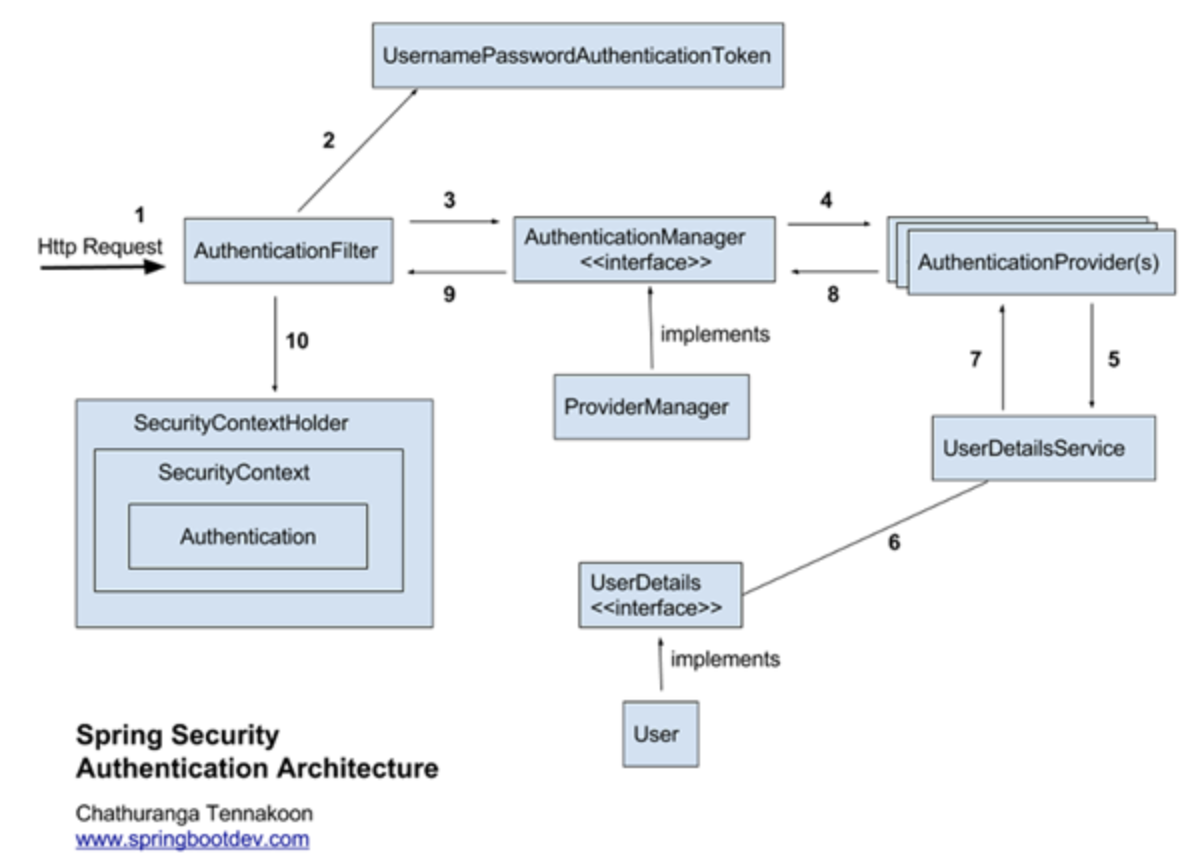 UsernamePasswordAuthenticationToken
2
1
Http Request
AuthenticationFilter
3
9
AuthenticationManager
<<interface>>
4
8
AuthenticationProvider(s)
10
implements
ProviderManager
7
5
UserDetailsService
SecurityContextHolder
SecurityContext
Authentication
6
UserDetails
<<interface>>
implements
User
Spring Security
Authentication Architecture
Chathuranga Tennakoon
www.springbootdev.com